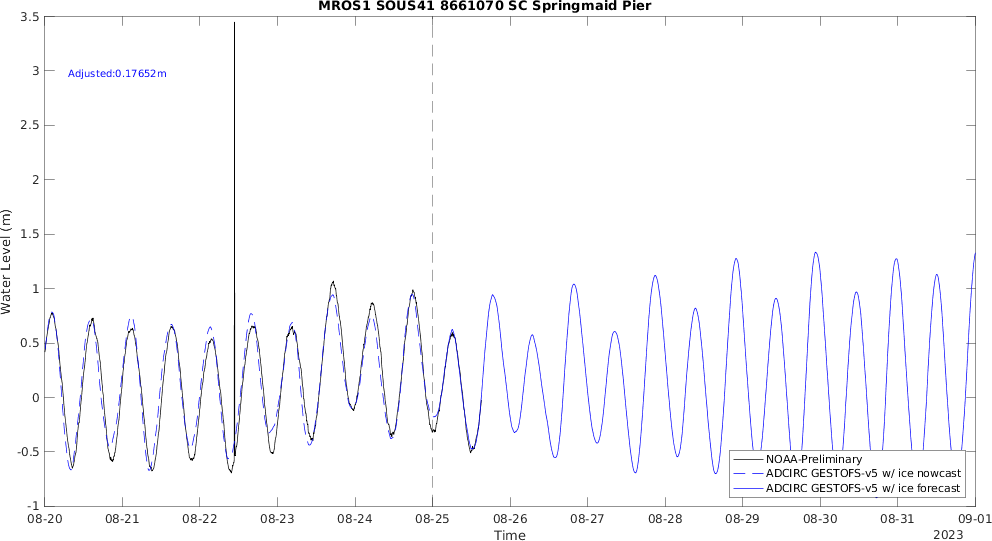 MROS1 SOUS41 8661070 SC Springmaid Pier
3.5
3
2.5
2
1.5
1
0.5
0
-0.5
-1
Water Level (m)
Adjusted:0.17652m
NOAA-Preliminary
ADCIRC GESTOFS-v5 w/ ice nowcast
ADCIRC GESTOFS-v5 w/ ice forecast
08-20 08-21 08-22 08-23 08-24 08-25 08-26 08-27 08-28 08-29 08-30 08-31 09-01
Time
2023